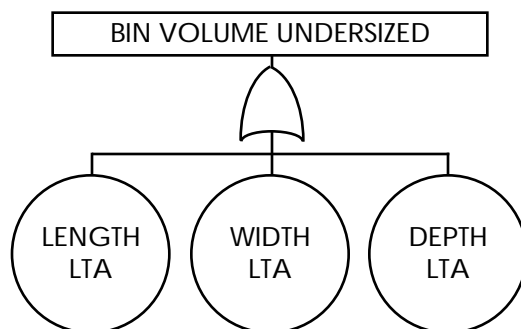 BIN VOLUME UNDERSIZED
LENGTH
LTA
WIDTH
LTA
DEPTH
LTA